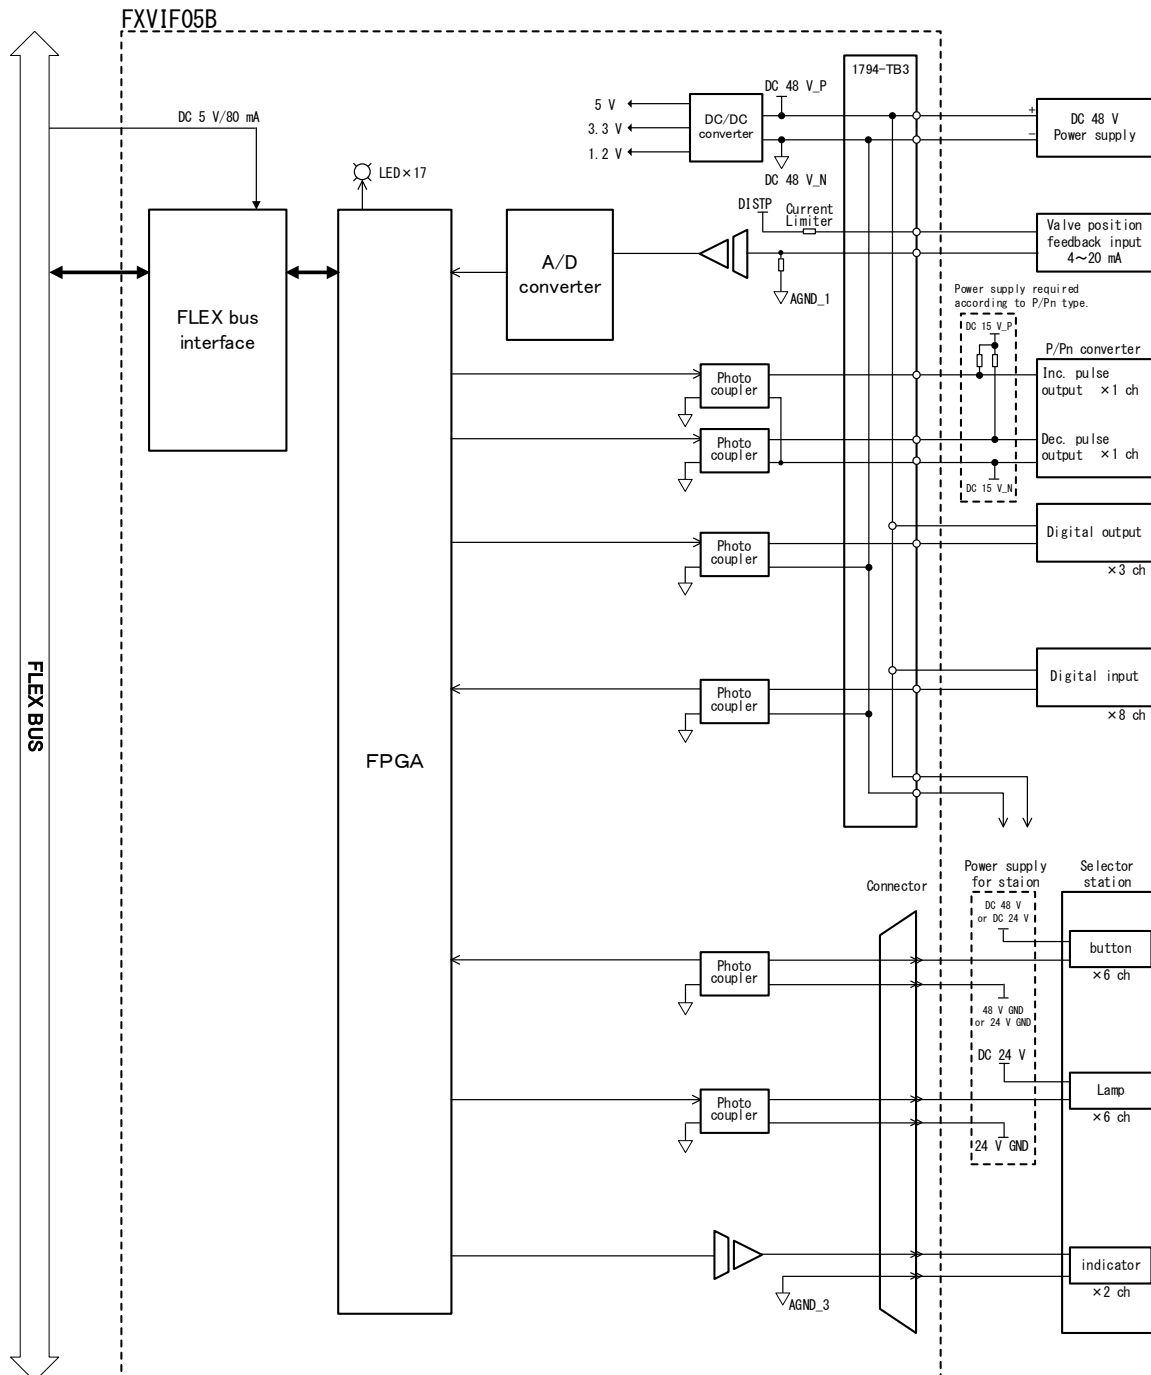 FXVIF05B
1794-TB3
DC 48 V_P
5 V
3.3 V
1.2 V
DC/DC
converter
+
−
DC 48 V
Power supply
DC 5 V/80 mA
LED×17
DC 48 V_N
DISTP
Current
Limiter
Valve position
feedback input
4～20 mA
A/D
converter
AGND_1
FLEX bus
interface
Power supply required
according to P/Pn type.
DC 15 V_P
P/Pn converter
Photo
coupler
Inc. pulse
output ×1 ch
Photo
coupler
Dec. pulse
output ×1 ch
DC 15 V_N
Photo
coupler
Digital output
×3 ch
FLEX BUS
Photo
coupler
Digital input
×8 ch
FPGA
Connector
Power supply
for staion
Selector
station
DC 48 V
or DC 24 V
Photo
coupler
button
×6 ch
48 V GND
or 24 V GND
DC 24 V
Photo
coupler
Lamp
×6 ch
24 V GND
indicator
×2 ch
AGND_3